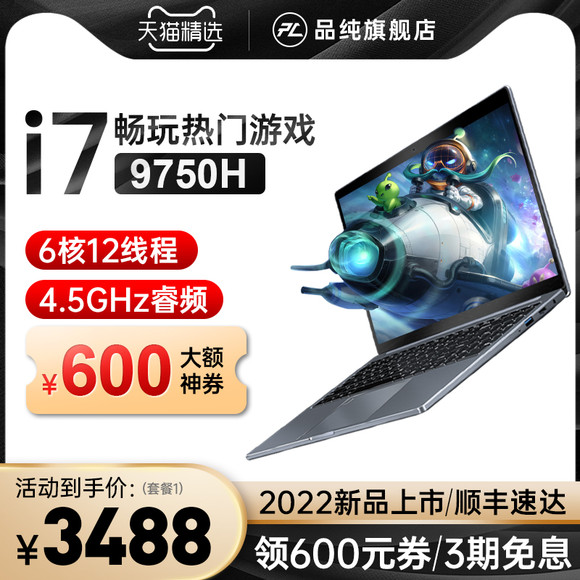 天猫精选
PL 品纯旗舰店
i7 畅玩热门游戏
9750H
6核12线程
4.5GHz睿频
¥600 大额
神券
活动到手价：(套餐1)
¥3488
2022新品上市/顺丰速达
领600元券/3期免息